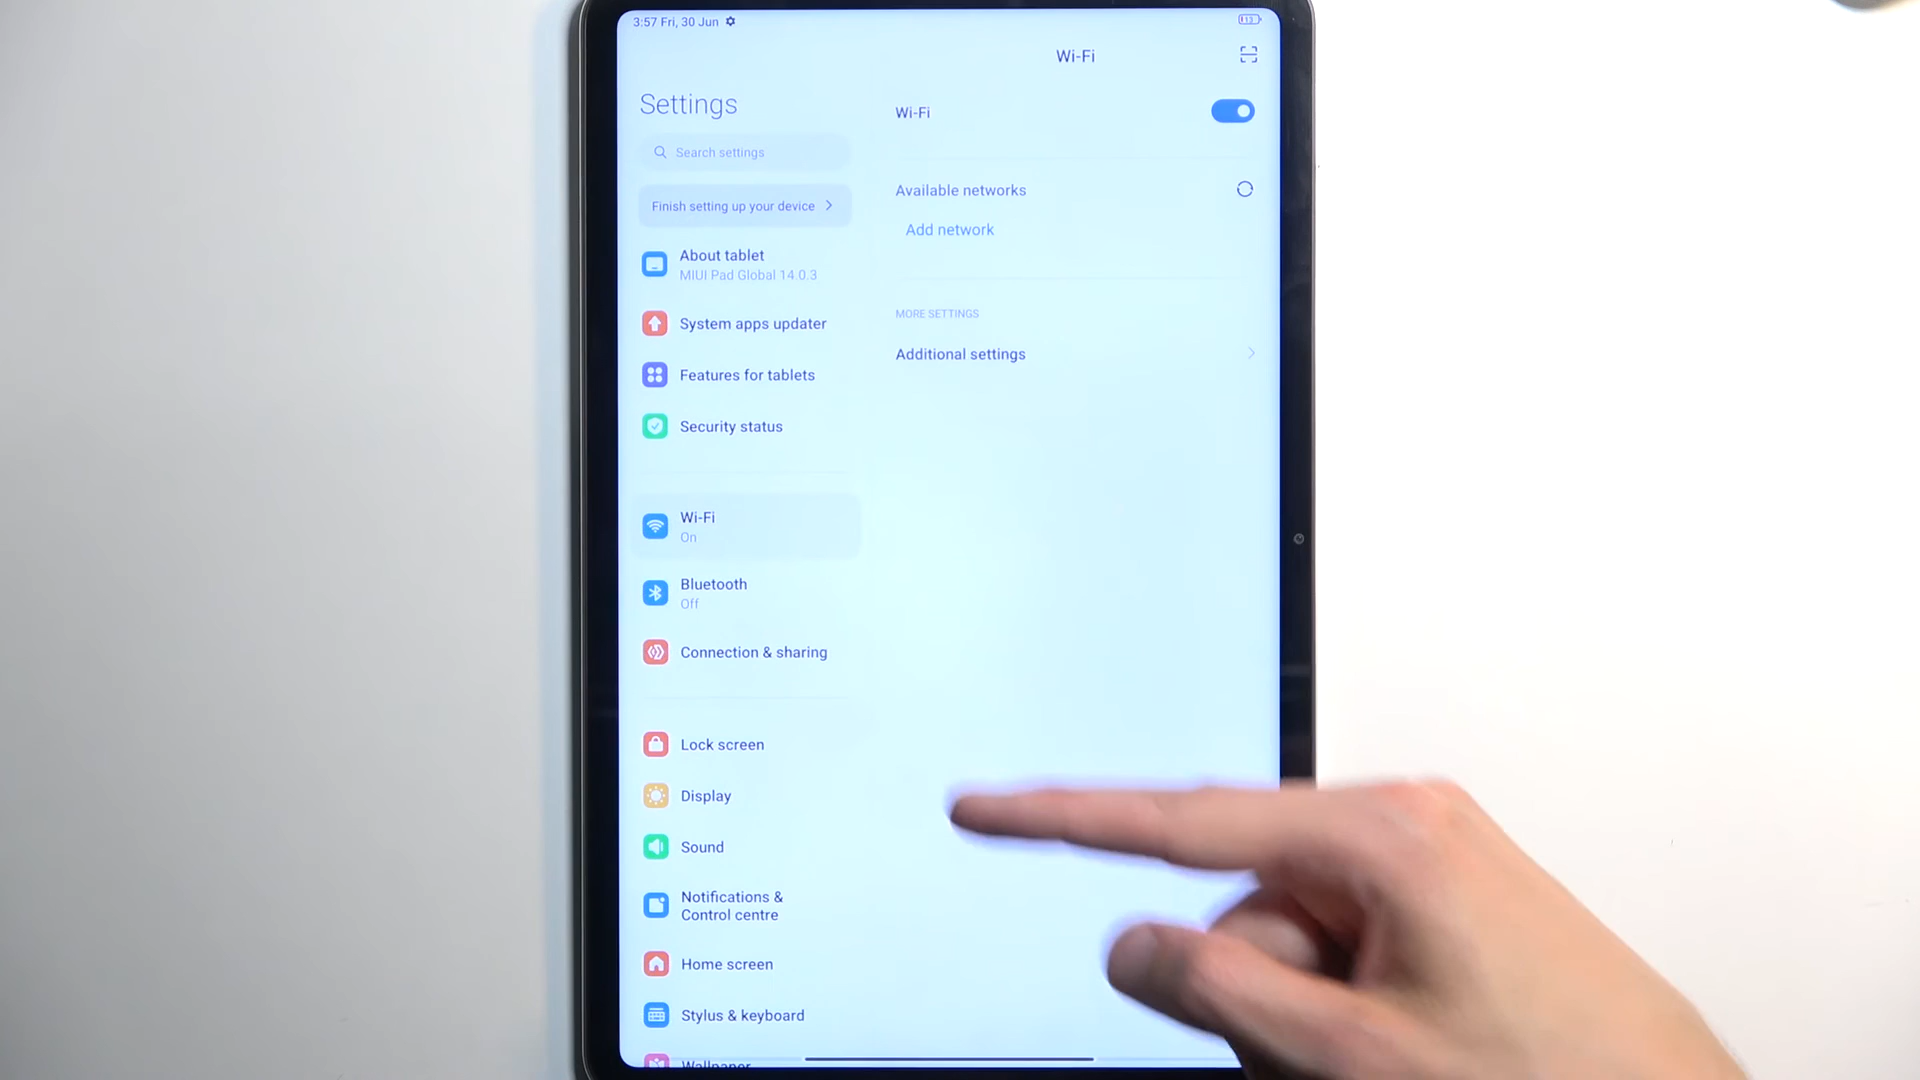 3:57 Fri, 30 Jun
13
Wi-Fi
Settings
Search settings
Finish setting up your device
About tablet
MIUI Pad Global 14.0.3
System apps updater
Features for tablets
Security status
Wi-Fi
On
Bluetooth
Off
Connection & sharing
Lock screen
Display
Sound
Notifications &
Control centre
Home screen
Stylus & keyboard
Wallpaper
Wi-Fi
Available networks
Add network
MORE SETTINGS
Additional settings